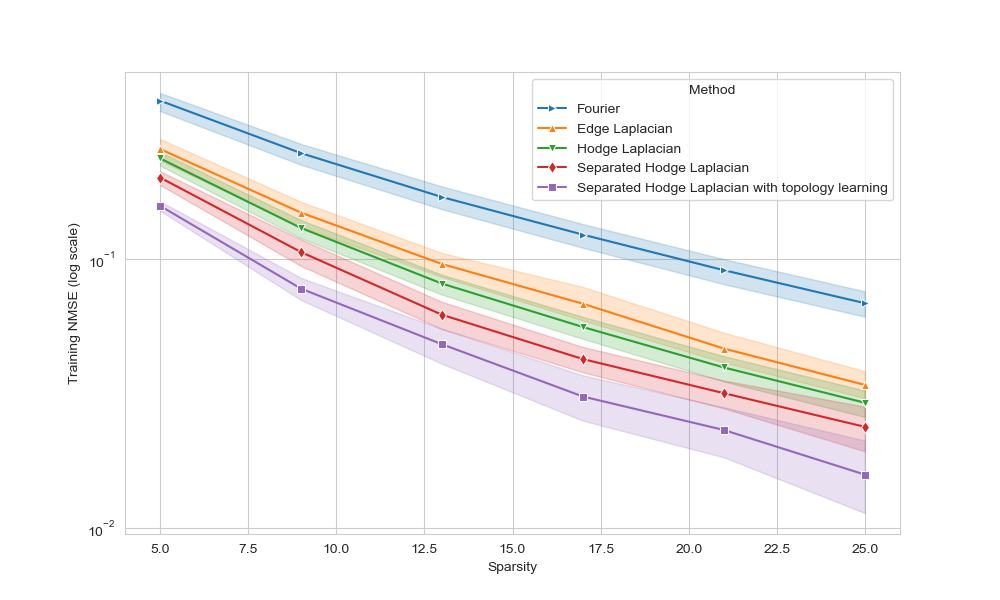 Method
Fourier
Edge Laplacian
Hodge Laplacian
Separated Hodge Laplacian
Separated Hodge Laplacian with topology learning
Training NMSE (log scale)
10⁻¹
10⁻²
5.0 7.5 10.0 12.5 15.0 17.5 20.0 22.5 25.0
Sparsity